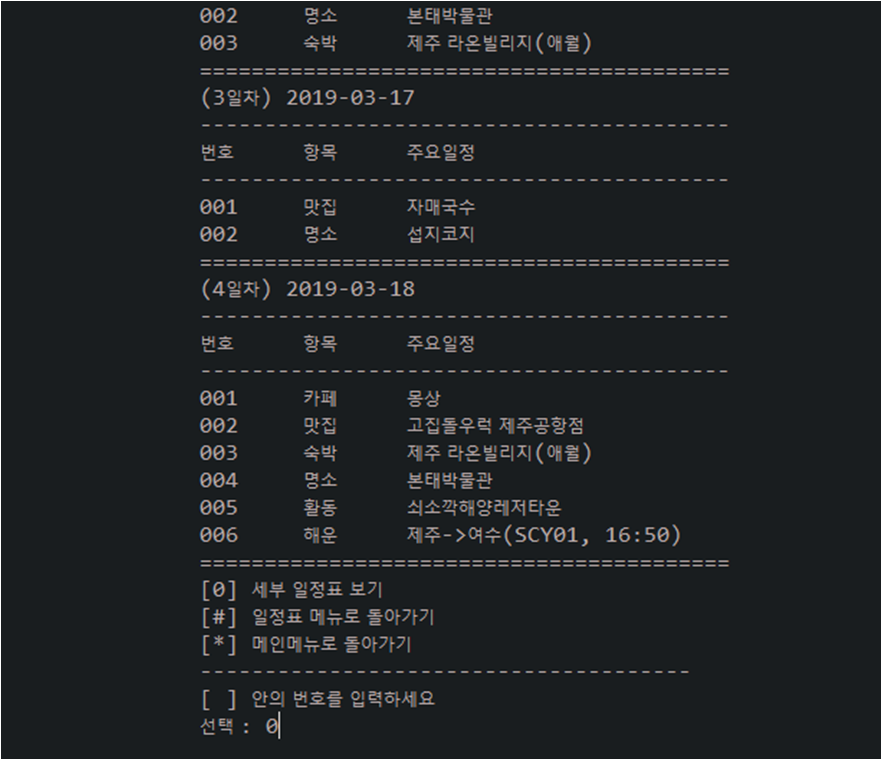 002 명소 본태박물관
003 숙박 제주 라온빌리지(애월)
=========================================
(3일차) 2019-03-17
-----------------------------------------
번호 항목 주요일정
-----------------------------------------
001 맛집 자매국수
002 명소 섭지코지
=========================================
(4일차) 2019-03-18
-----------------------------------------
번호 항목 주요일정
-----------------------------------------
001 카페 몽상
002 맛집 고집돌우럭 제주공항점
003 숙박 제주 라온빌리지(애월)
004 명소 본태박물관
005 활동 쇠소깍해양레저타운
006 해운 제주->여수(SCY01, 16:50)
=========================================
[0] 세부 일정표 보기
[#] 일정표 메뉴로 돌아가기
[*] 메인메뉴로 돌아가기
--------------------------------------
[ ] 안의 번호를 입력하세요
선택 : 0